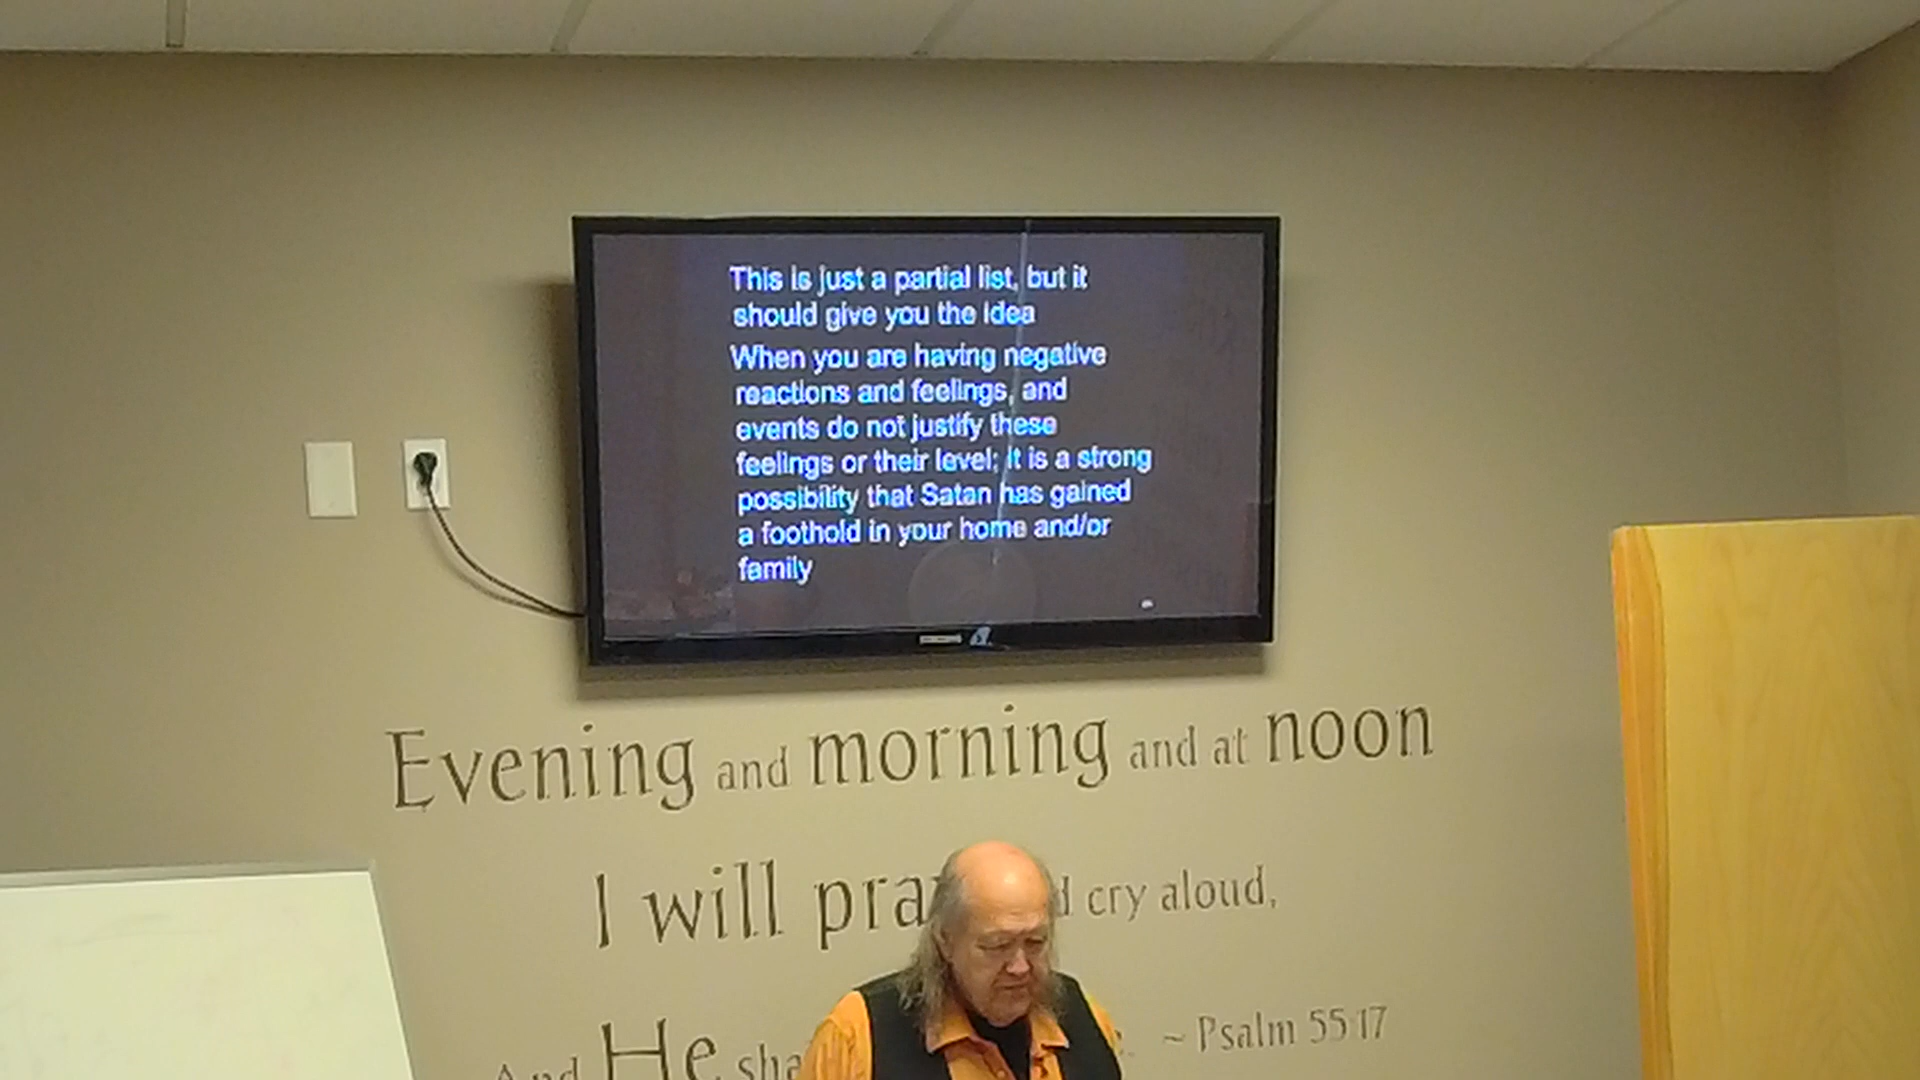 This is just a partial list, but it
should give you the idea
When you are having negative
reactions and feelings, and
events do not justify these
feelings or their level; it is a strong
possibility that Satan has gained
a foothold in your home and/or
family
Evening and morning and at noon
I will pra d cry aloud,
And He sha ~ Psalm 55:17